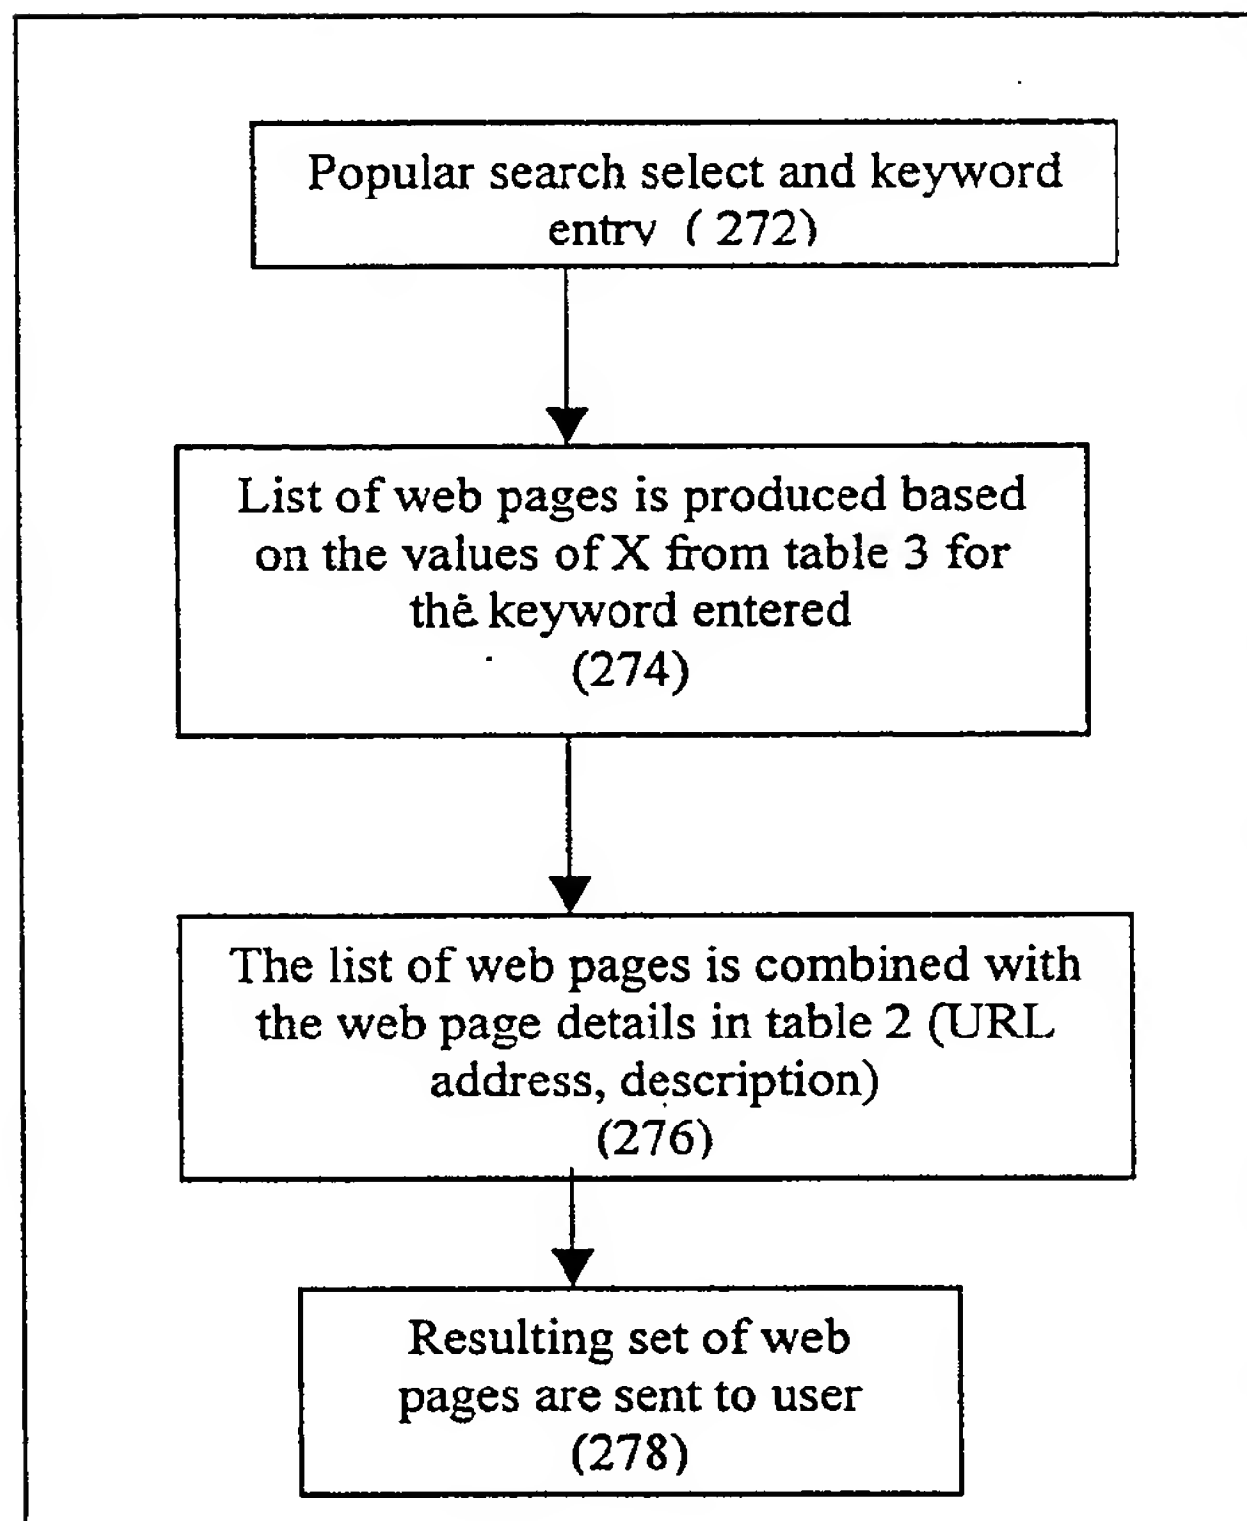 Popular search select and keyword
entry ( 272)
List of web pages is produced based
on the values of X from table 3 for
the keyword entered
(274)
The list of web pages is combined with
the web page details in table 2 (URL
address, description)
(276)
Resulting set of web
pages are sent to user
(278)